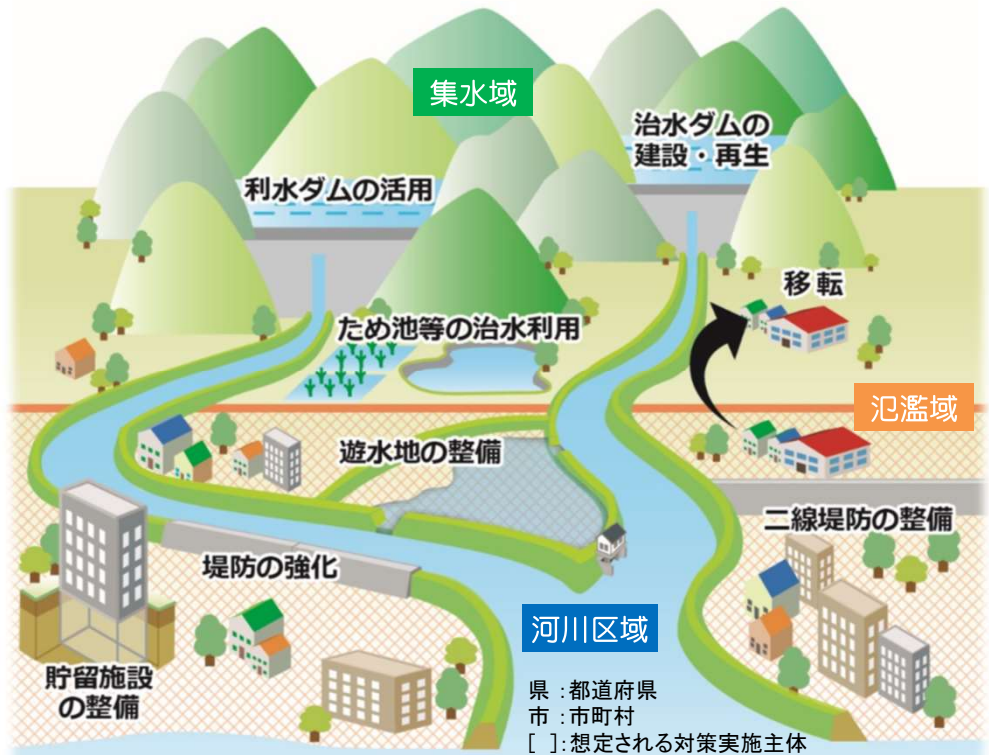 集水域
治水ダムの
建設・再生
利水ダムの活用
移転
ため池等の治水利用
氾濫域
遊水地の整備
二線堤防の整備
堤防の強化
河川区域
貯留施設
の整備
県 :都道府県
市 :市町村
[ ]:想定される対策実施主体